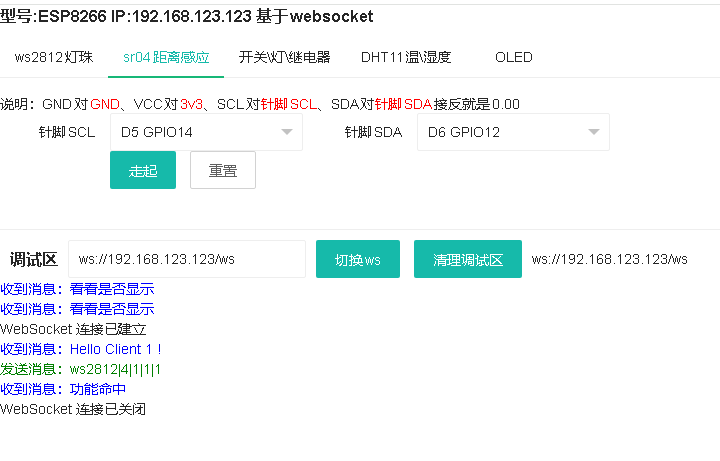 型号:ESP8266 IP:192.168.123.123 基于websocket
ws2812灯珠 sr04距离感应 开关\灯\继电器 DHT11温\湿度 OLED
说明：GND对GND、VCC对3v3、SCL对针脚SCL、SDA对针脚SDA接反就是0.00
针脚SCL D5 GPIO14 针脚SDA D6 GPIO12
走起 重置
调试区 ws://192.168.123.123/ws 切换ws 清理调试区 ws://192.168.123.123/ws
收到消息：看看是否显示
收到消息：看看是否显示
WebSocket 连接已建立
收到消息：Hello Client 1 !
发送消息：ws2812|4|1|1|1
收到消息：功能命中
WebSocket 连接已关闭